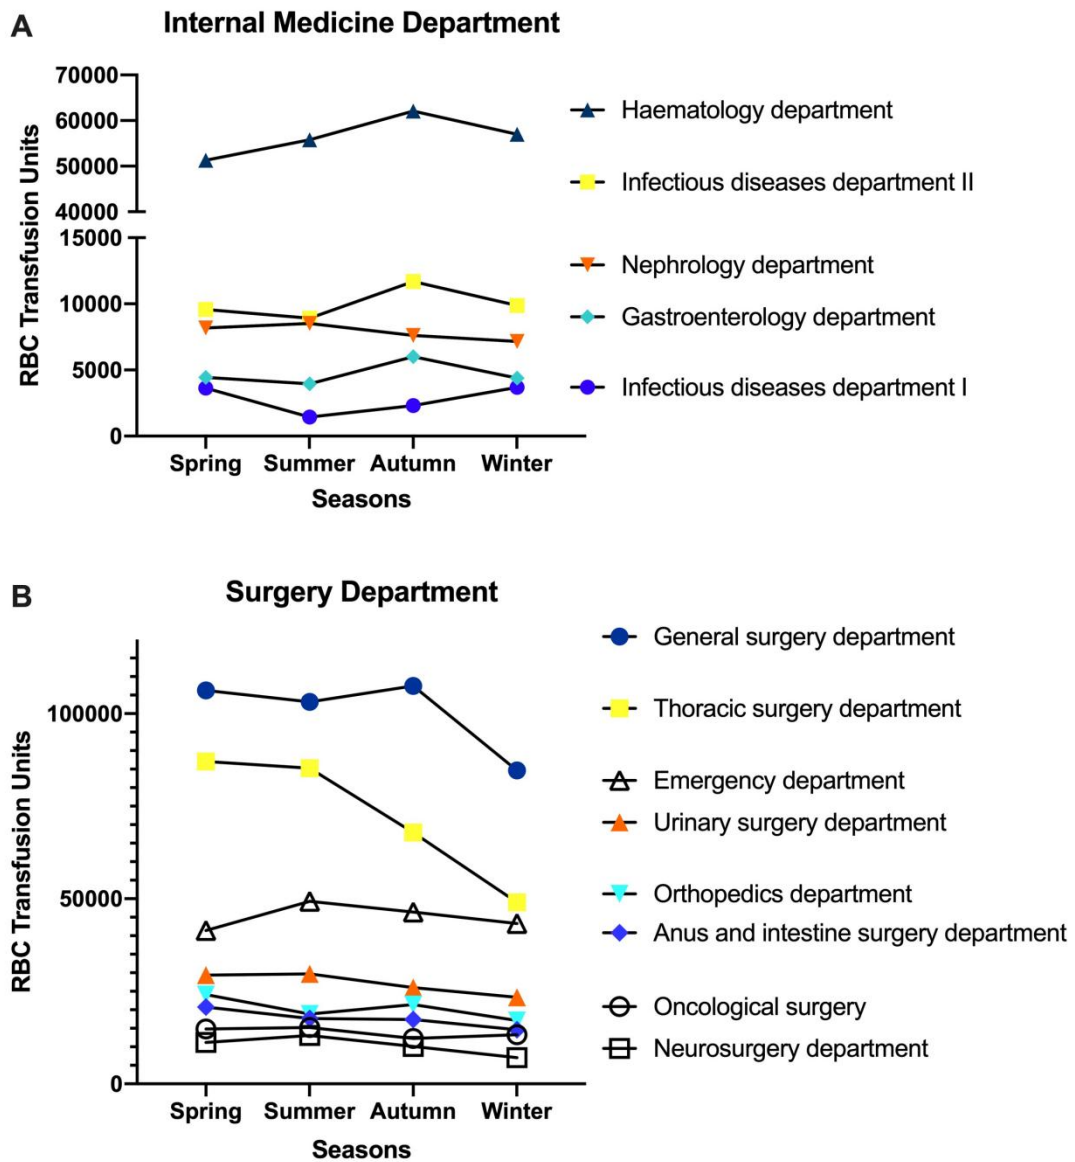 A
Internal Medicine Department
RBC Transfusion Units
70000
60000
50000
40000
15000
10000
5000
0
Spring Summer Autumn Winter
Seasons
Haematology department
Infectious diseases department II
Nephrology department
Gastroenterology department
Infectious diseases department I
B
Surgery Department
RBC Transfusion Units
100000
50000
0
Spring Summer Autumn Winter
Seasons
General surgery department
Thoracic surgery department
Emergency department
Urinary surgery department
Orthopedics department
Anus and intestine surgery department
Oncological surgery
Neurosurgery department